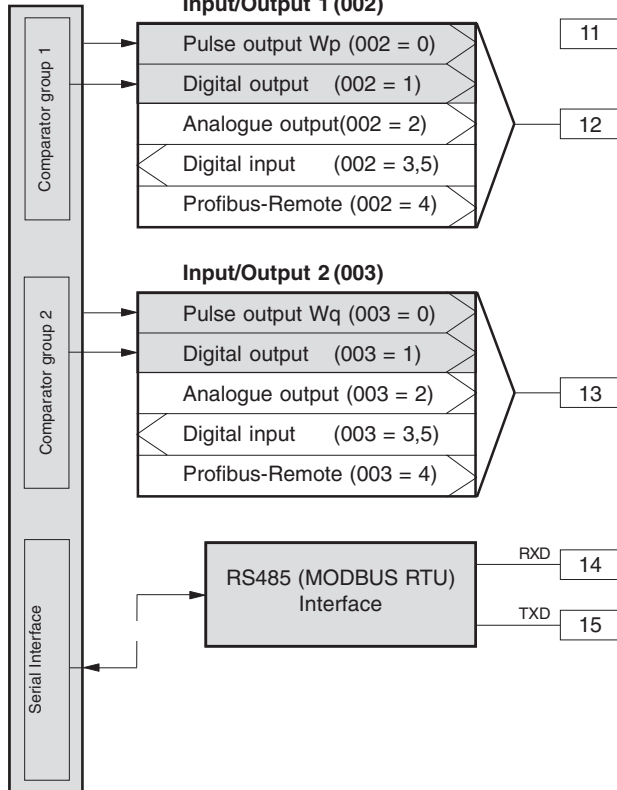 Input/Output 1 (002)
Comparator group 1
Pulse output Wp (002 = 0)
Digital output (002 = 1)
Analogue output(002 = 2)
Digital input (002 = 3,5)
Profibus-Remote (002 = 4)
11
12
Input/Output 2 (003)
Comparator group 2
Pulse output Wq (003 = 0)
Digital output (003 = 1)
Analogue output (003 = 2)
Digital input (003 = 3,5)
Profibus-Remote (003 = 4)
13
Serial Interface
RS485 (MODBUS RTU)
Interface
RXD
14
TXD
15